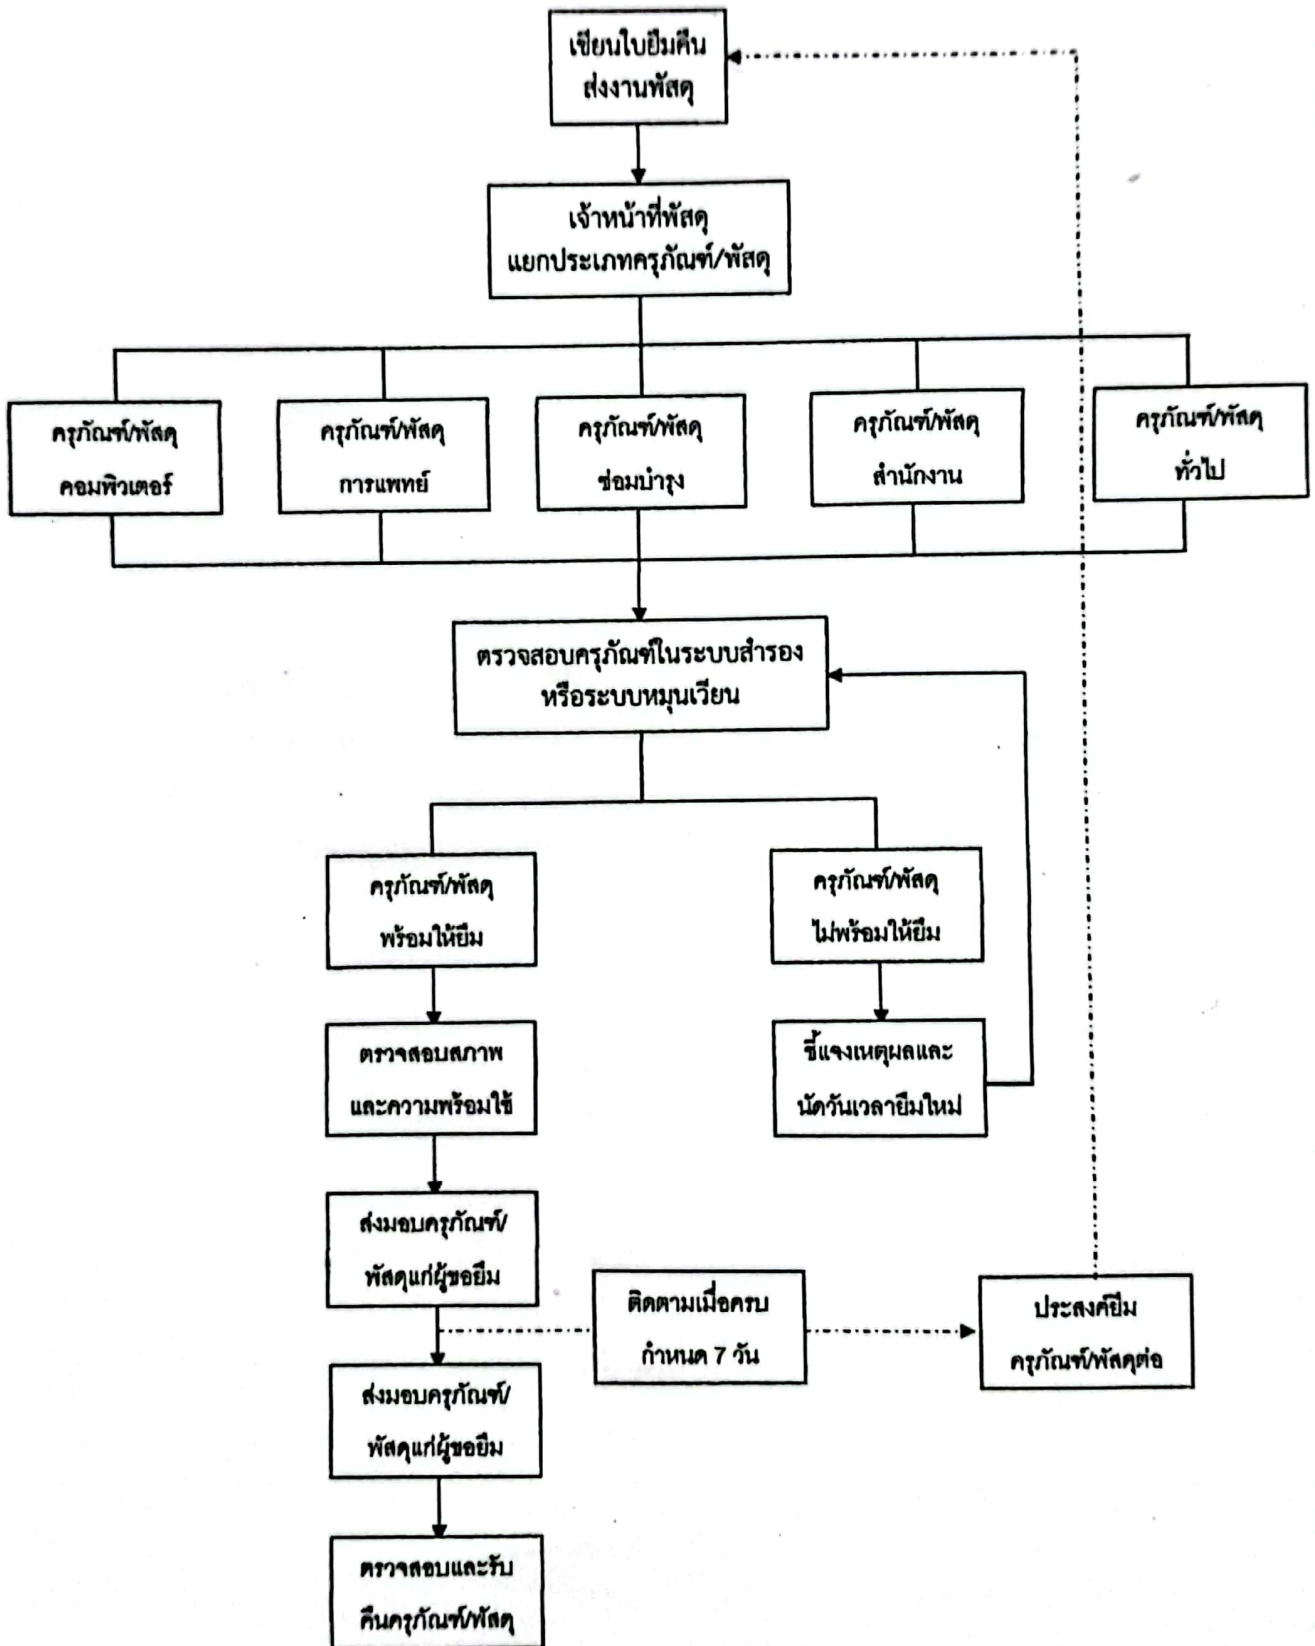 เขียนใบยืมคืน
ส่งงานพัสดุ
เจ้าหน้าที่พัสดุ
แยกประเภทครุภัณฑ์/พัสดุ
ครุภัณฑ์/พัสดุ
คอมพิวเตอร์
ครุภัณฑ์/พัสดุ
การแพทย์
ครุภัณฑ์/พัสดุ
ซ่อมบำรุง
ครุภัณฑ์/พัสดุ
สำนักงาน
ครุภัณฑ์/พัสดุ
ทั่วไป
ตรวจสอบครุภัณฑ์ในระบบสำรอง
หรือระบบหมุนเวียน
ครุภัณฑ์/พัสดุ
พร้อมให้ยืม
ครุภัณฑ์/พัสดุ
ไม่พร้อมให้ยืม
ตรวจสอบสภาพ
และความพร้อมใช้
ชี้แจงเหตุผลและ
นัดวันเวลายืมใหม่
ส่งมอบครุภัณฑ์/
พัสดุแก่ผู้ขอยืม
ติดตามเมื่อครบ
กำหนด 7 วัน
ประสงค์ยืม
ครุภัณฑ์/พัสดุต่อ
ส่งมอบครุภัณฑ์/
พัสดุแก่ผู้ขอยืม
ตรวจสอบและรับ
คืนครุภัณฑ์/พัสดุ